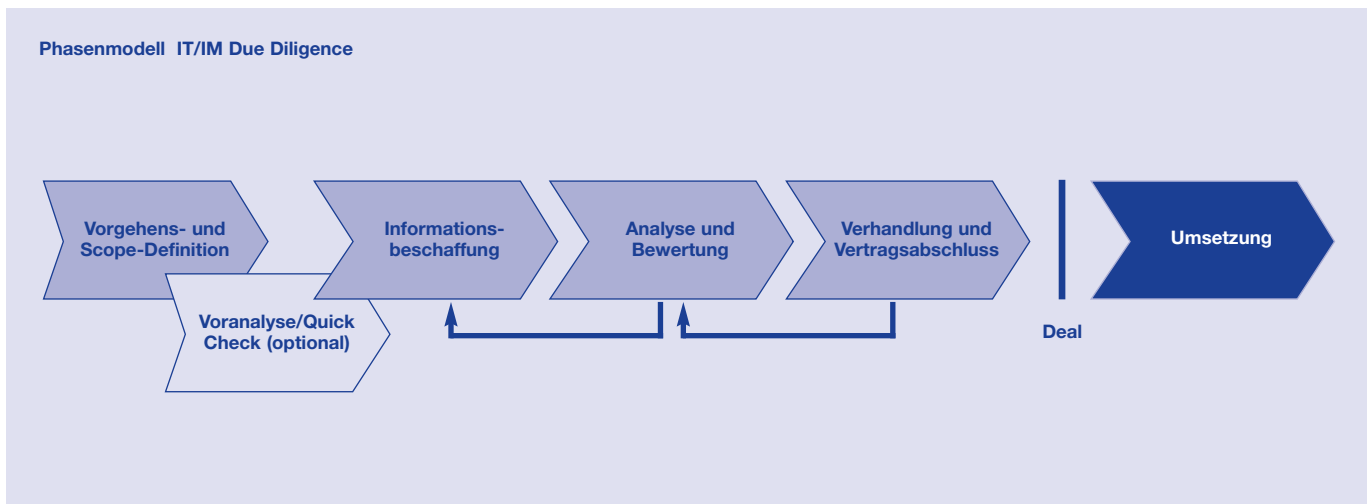 Phasenmodell IT/IM Due Diligence
Vorgehens- und
Scope-Definition
Voranalyse/Quick
Check (optional)
Informations-
beschaffung
Analyse und
Bewertung
Verhandlung und
Vertragsabschluss
Deal
Umsetzung